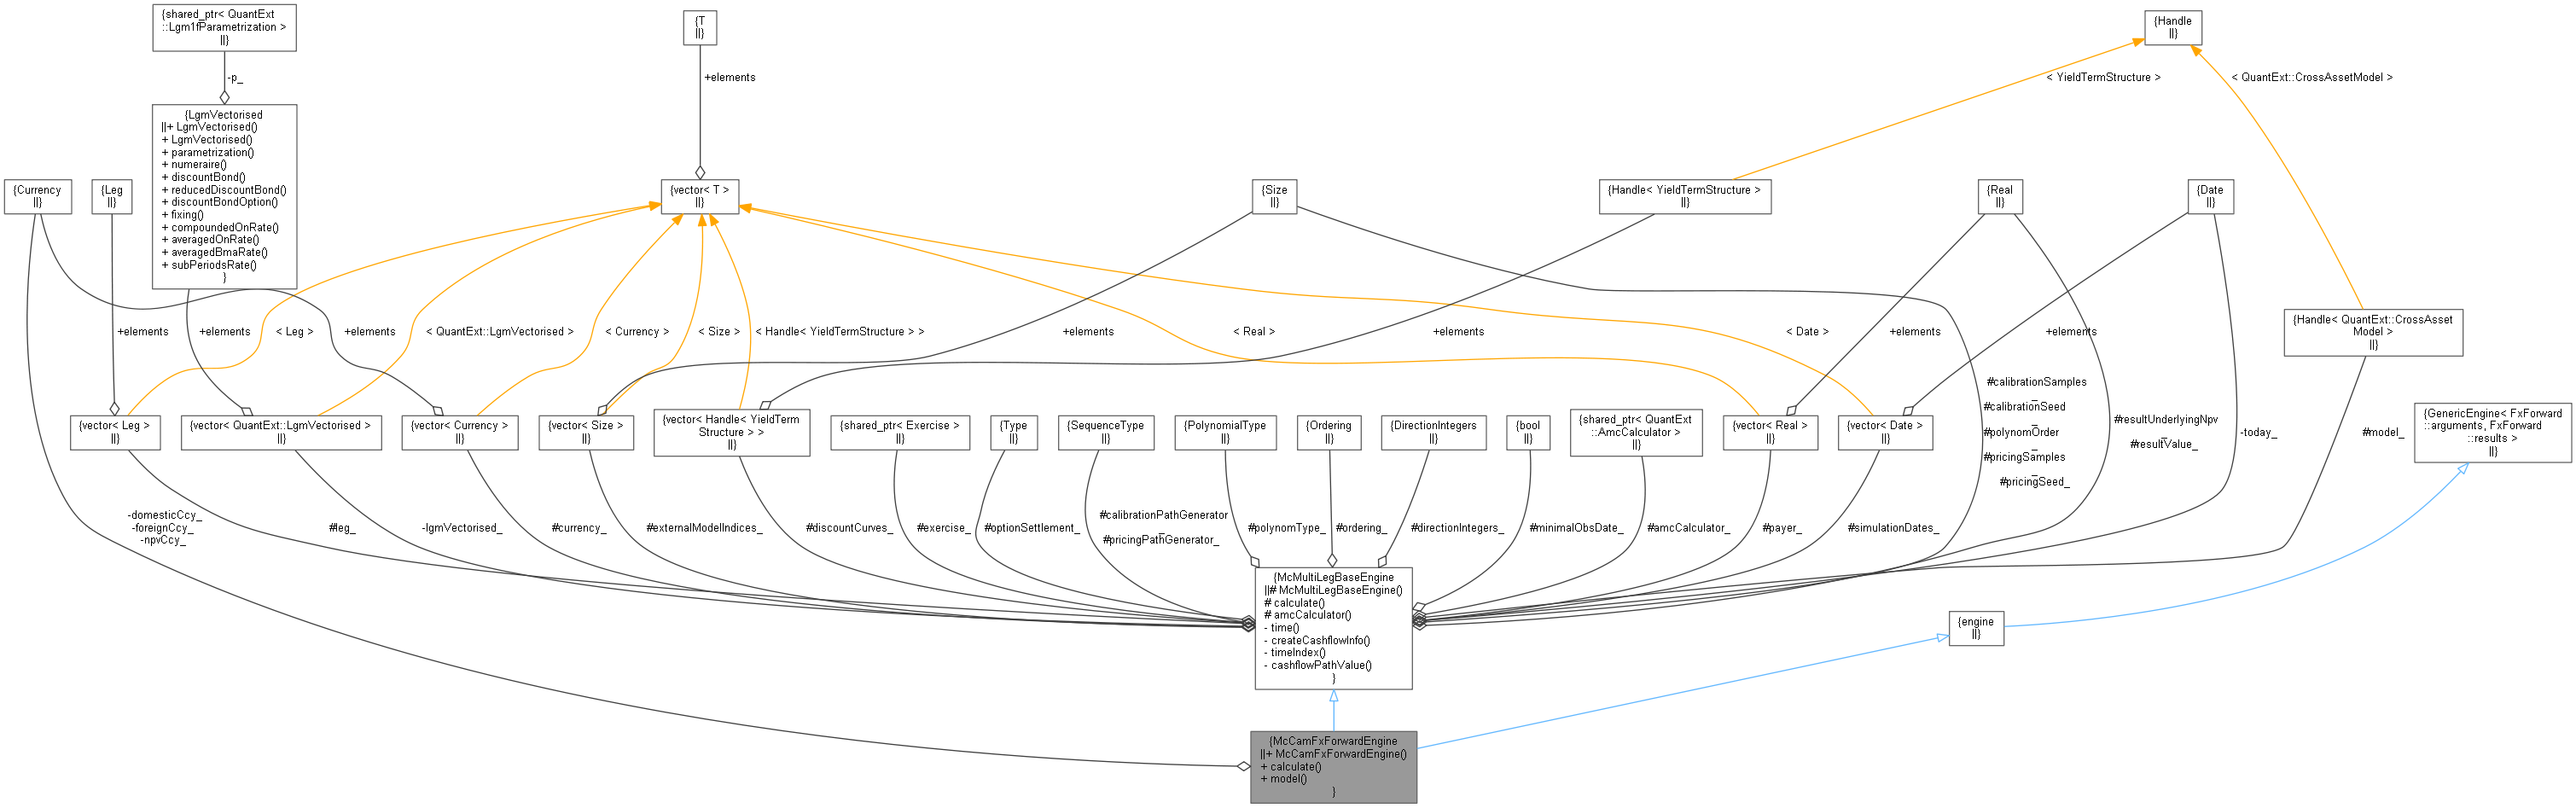 {shared_ptr< QuantExt
::Lgm1fParametrization >
||}
{T
||}
{Handle
||}
-p_
+elements
< YieldTermStructure >
< QuantExt::CrossAssetModel >
{LgmVectorised
||+ LgmVectorised()
+ LgmVectorised()
+ parametrization()
+ numeraire()
+ discountBond()
+ reducedDiscountBond()
+ discountBondOption()
+ fixing()
+ compoundedOnRate()
+ averagedOnRate()
+ averagedBmaRate()
+ subPeriodsRate()
}
{Currency
||}
{Leg
||}
{vector< T >
||}
{Size
||}
{Handle< YieldTermStructure >
||}
{Real
||}
{Date
||}
+elements
+elements
< Leg >
+elements
< QuantExt::LgmVectorised >
< Currency >
< Size >
< Handle< YieldTermStructure > >
+elements
< Real >
+elements
< Date >
+elements
+elements
{Handle< QuantExt::CrossAsset
Model >
||}
{vector< Leg >
||}
{vector< QuantExt::LgmVectorised >
||}
{vector< Currency >
||}
{vector< Size >
||}
{vector< Handle< YieldTerm
Structure > >
||}
{shared_ptr< Exercise >
||}
{Type
||}
{SequenceType
||}
{PolynomialType
||}
{Ordering
||}
{DirectionIntegers
||}
{bool
||}
{shared_ptr< QuantExt
::AmcCalculator >
||}
{vector< Real >
||}
{vector< Date >
||}
#calibrationSamples
_
#calibrationSeed
_
#polynomOrder
_
#pricingSamples
_
#pricingSeed_
#resultUnderlyingNpv
_
#resultValue_
-today_
#model_
{GenericEngine< FxForward
::arguments, FxForward
::results >
||}
-domesticCcy_
-foreignCcy_
-npvCcy_
#leg_
-lgmVectorised_
#currency_
#externalModelIndices_
#discountCurves_
#exercise_
#optionSettlement_
#calibrationPathGenerator
_
#pricingPathGenerator_
#polynomType_
#ordering_
#directionIntegers_
#minimalObsDate_
#amcCalculator_
#payer_
#simulationDates_
{McMultiLegBaseEngine
||# McMultiLegBaseEngine()
# calculate()
# amcCalculator()
- time()
- createCashflowInfo()
- timeIndex()
- cashflowPathValue()
}
{engine
||}
{McCamFxForwardEngine
||+ McCamFxForwardEngine()
+ calculate()
+ model()
}